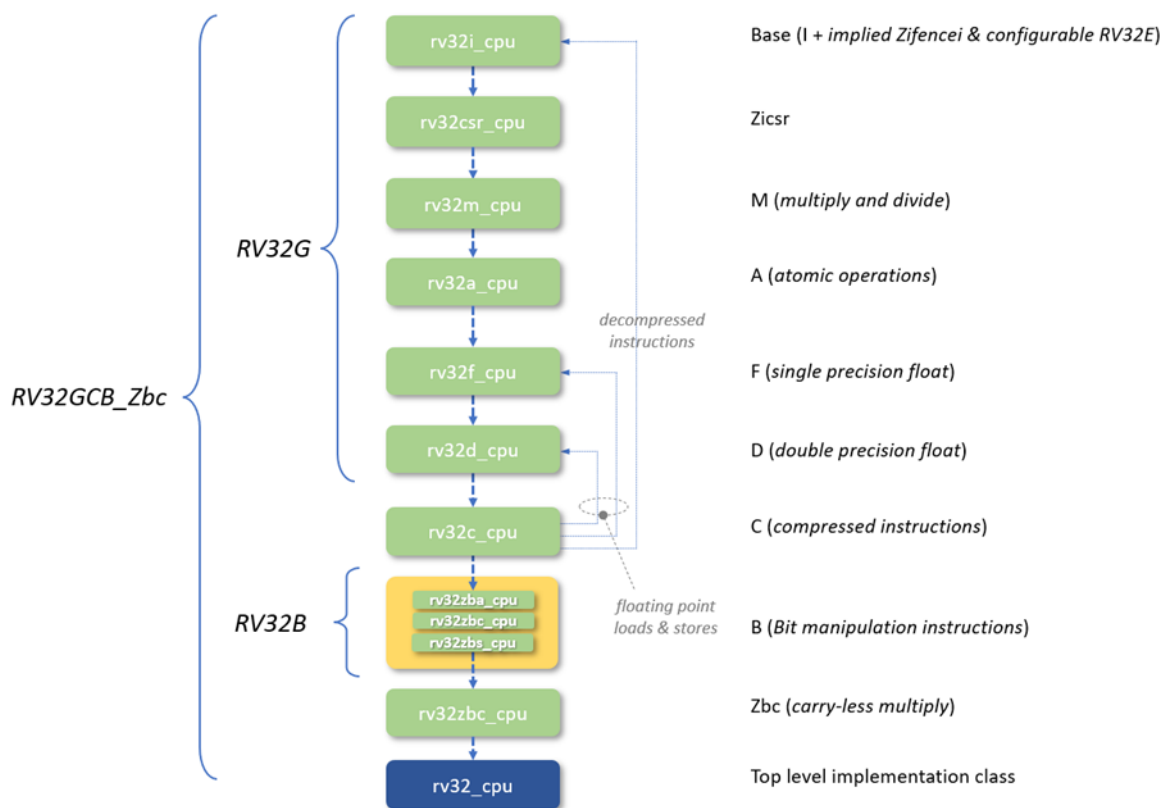 rv32i_cpu
Base (I + implied Zifencei & configurable RV32E)
rv32csr_cpu
Zicsr
rv32m_cpu
M (multiply and divide)
RV32G
rv32a_cpu
A (atomic operations)
decompressed
instructions
rv32f_cpu
F (single precision float)
RV32GCB_Zbc
rv32d_cpu
D (double precision float)
rv32c_cpu
C (compressed instructions)
RV32B
rv32zba_cpu
rv32zbc_cpu
rv32zbs_cpu
floating point
loads & stores
B (Bit manipulation instructions)
rv32zbc_cpu
Zbc (carry-less multiply)
rv32_cpu
Top level implementation class